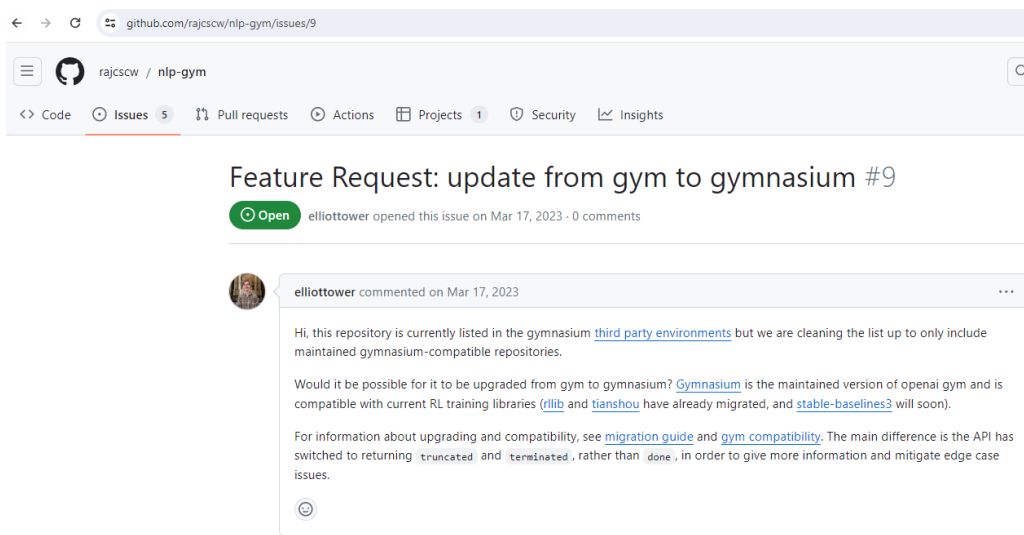 github.com/rajcscw/nlp-gym/issues/9
rajcscw / nlp-gym
Code Issues 5 Pull requests Actions Projects 1 Security Insights
Feature Request: update from gym to gymnasium #9
Open elliottower opened this issue on Mar 17, 2023 · 0 comments
elliottower commented on Mar 17, 2023
Hi, this repository is currently listed in the gymnasium third party environments but we are cleaning the list up to only include
maintained gymnasium-compatible repositories.
Would it be possible for it to be upgraded from gym to gymnasium? Gymnasium is the maintained version of openai gym and is
compatible with current RL training libraries (rllib and tianshou have already migrated, and stable-baselines3 will soon).
For information about upgrading and compatibility, see migration guide and gym compatibility. The main difference is the API has
switched to returning truncated and terminated, rather than done, in order to give more information and mitigate edge case
issues.